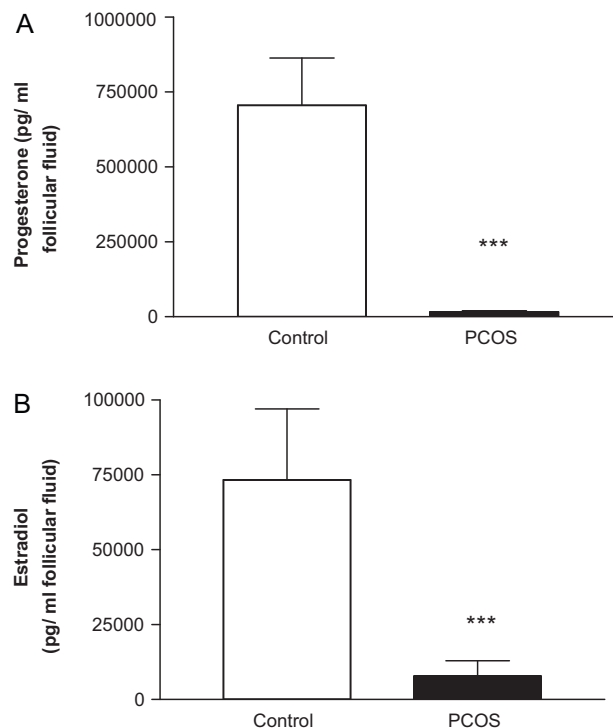 A
Progesterone (pg/ ml
follicular fluid)
1000000
750000
500000
250000
0
***
Control
PCOS
B
Estradiol
(pg/ ml follicular fluid)
100000
75000
50000
25000
0
***
Control
PCOS